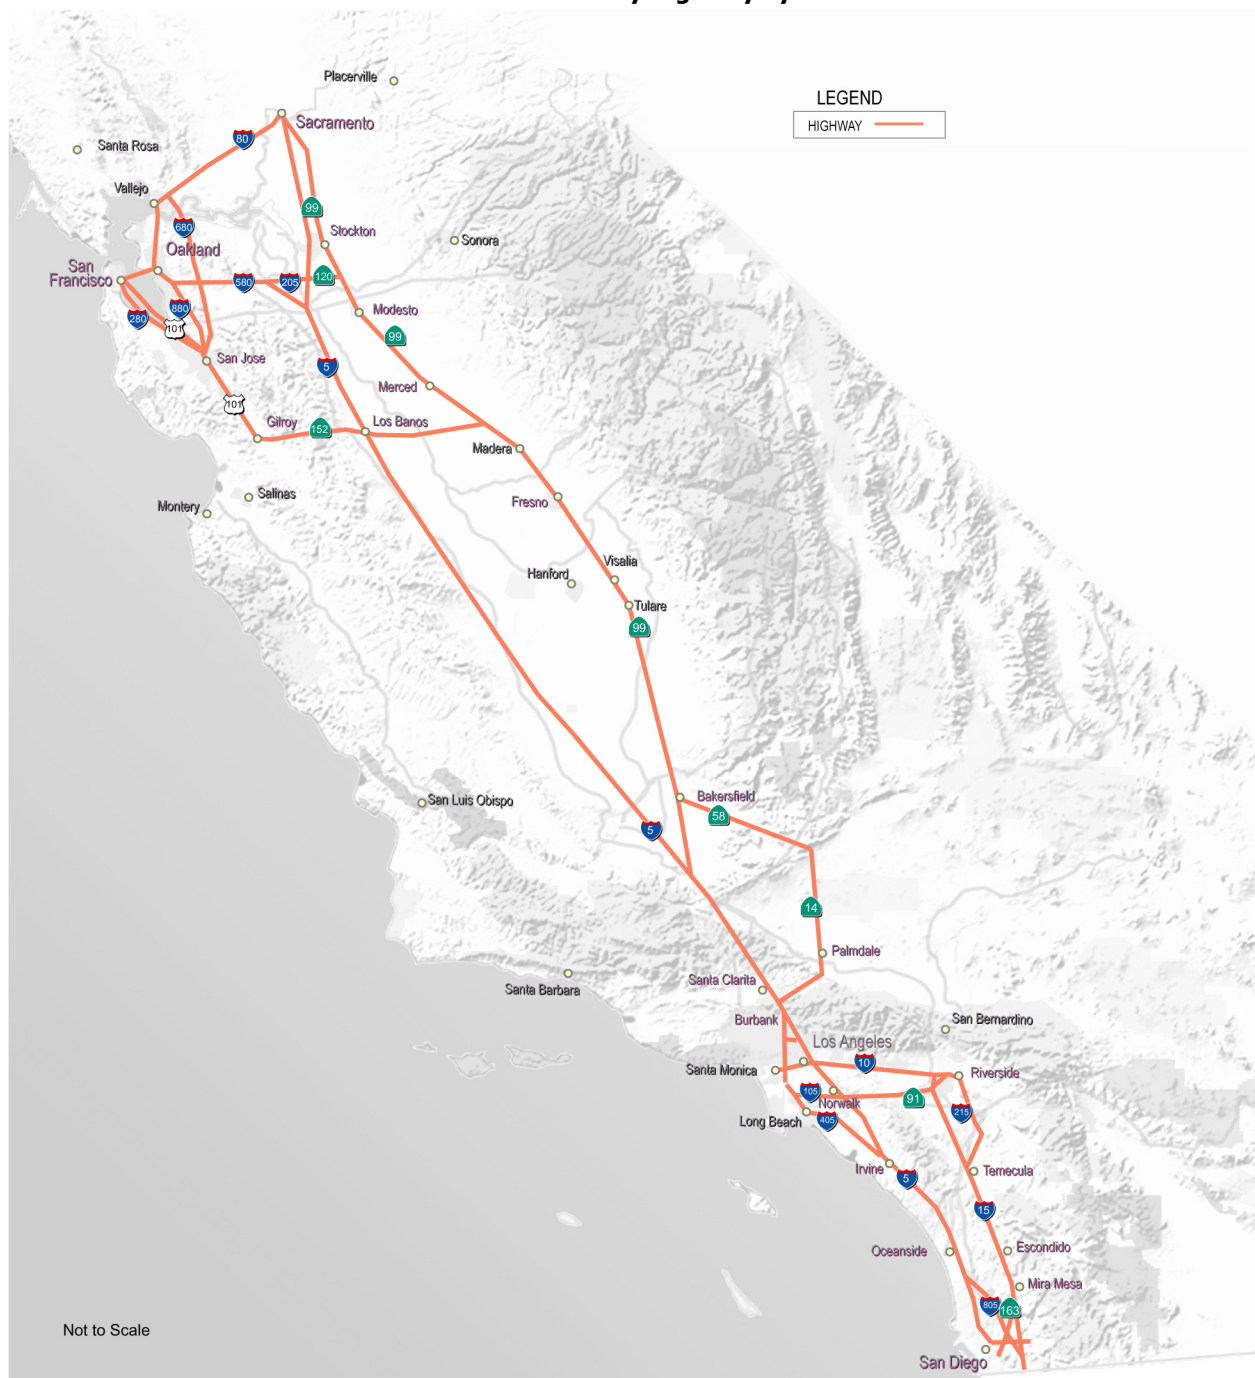 LEGEND
HIGHWAY
Placerville
Sacramento
80
Santa Rosa
Vallejo
99
680
Stockton
Sonora
Oakland
San
Francisco
580
205
120
880
280
101
Modesto
99
San Jose
5
Merced
101
Gilroy
152
Los Banos
Madera
Salinas
Montery
Fresno
Visalia
Hanford
Tulare
99
San Luis Obispo
Bakersfield
58
5
14
Palmdale
Santa Clarita
Santa Barbara
Burbank
San Bernardino
Los Angeles
10
Santa Monica
Riverside
105
Norwalk
91
215
Long Beach
405
Irvine
5
Temecula
15
Oceanside
Escondido
Mira Mesa
805
163
Not to Scale
San Diego